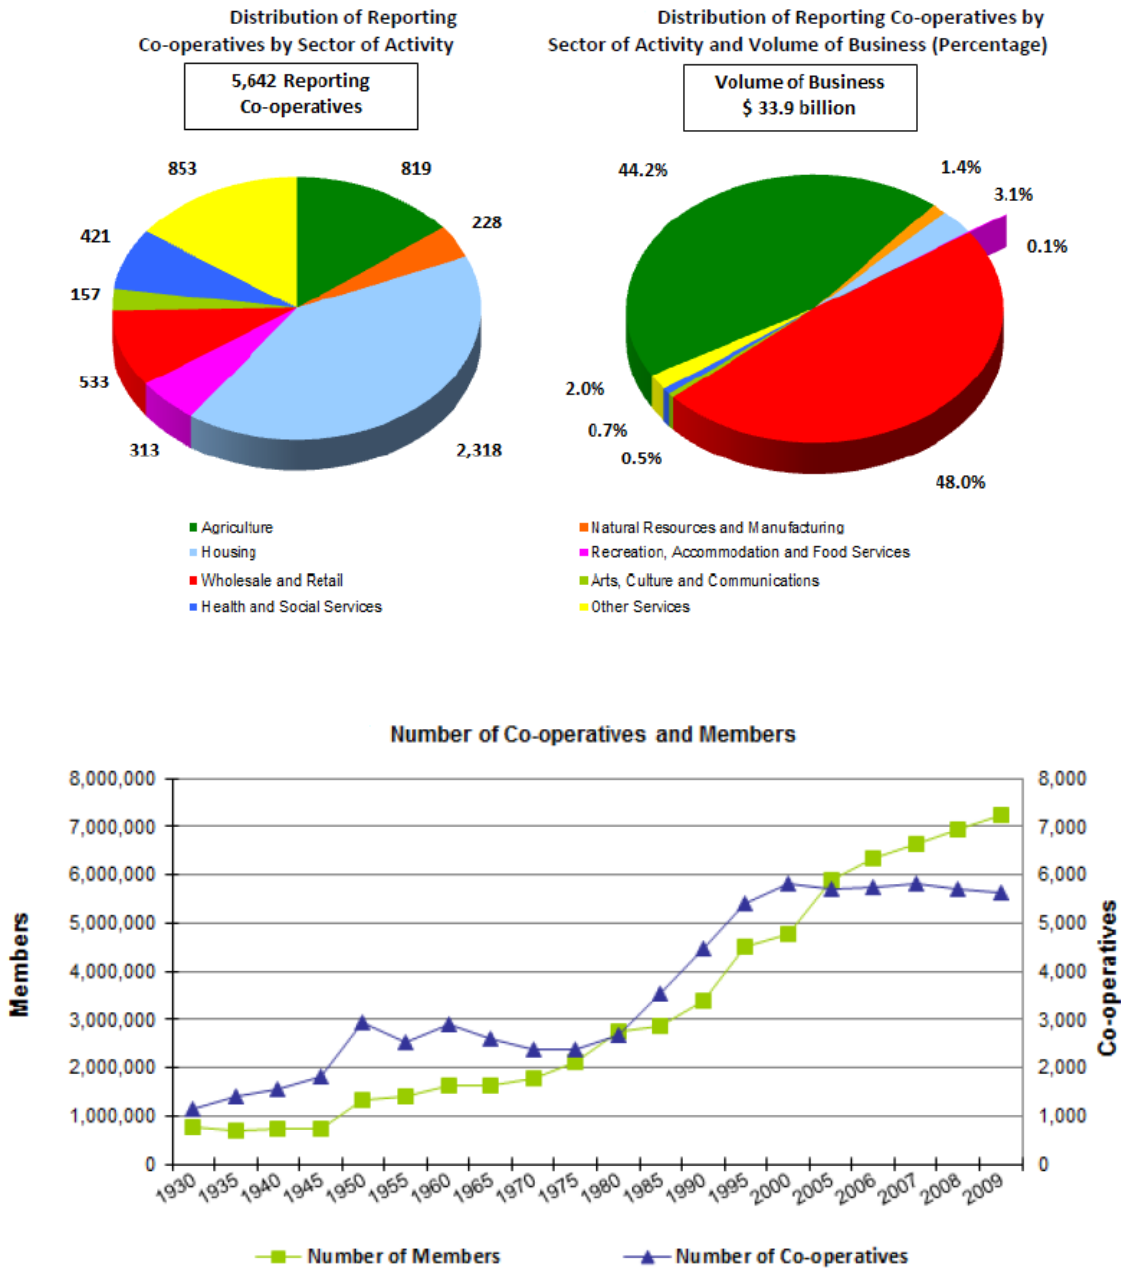 Distribution of Reporting
Co-operatives by Sector of Activity
5,642 Reporting
Co-operatives
853
819
228
421
157
533
313
2,318
Distribution of Reporting Co-operatives by
Sector of Activity and Volume of Business (Percentage)
Volume of Business
$ 33.9 billion
44.2%
1.4%
3.1%
0.1%
2.0%
0.7%
0.5%
48.0%
Agriculture
Natural Resources and Manufacturing
Housing
Recreation, Accommodation and Food Services
Wholesale and Retail
Arts, Culture and Communications
Health and Social Services
Other Services
Number of Co-operatives and Members
8,000,000
7,000,000
6,000,000
5,000,000
4,000,000
3,000,000
2,000,000
1,000,000
0
Members
8,000
7,000
6,000
5,000
4,000
3,000
2,000
1,000
0
Co-operatives
1930
1935
1940
1945
1950
1955
1960
1965
1970
1975
1980
1985
1990
1995
2000
2005
2006
2007
2008
2009
Number of Members
Number of Co-operatives